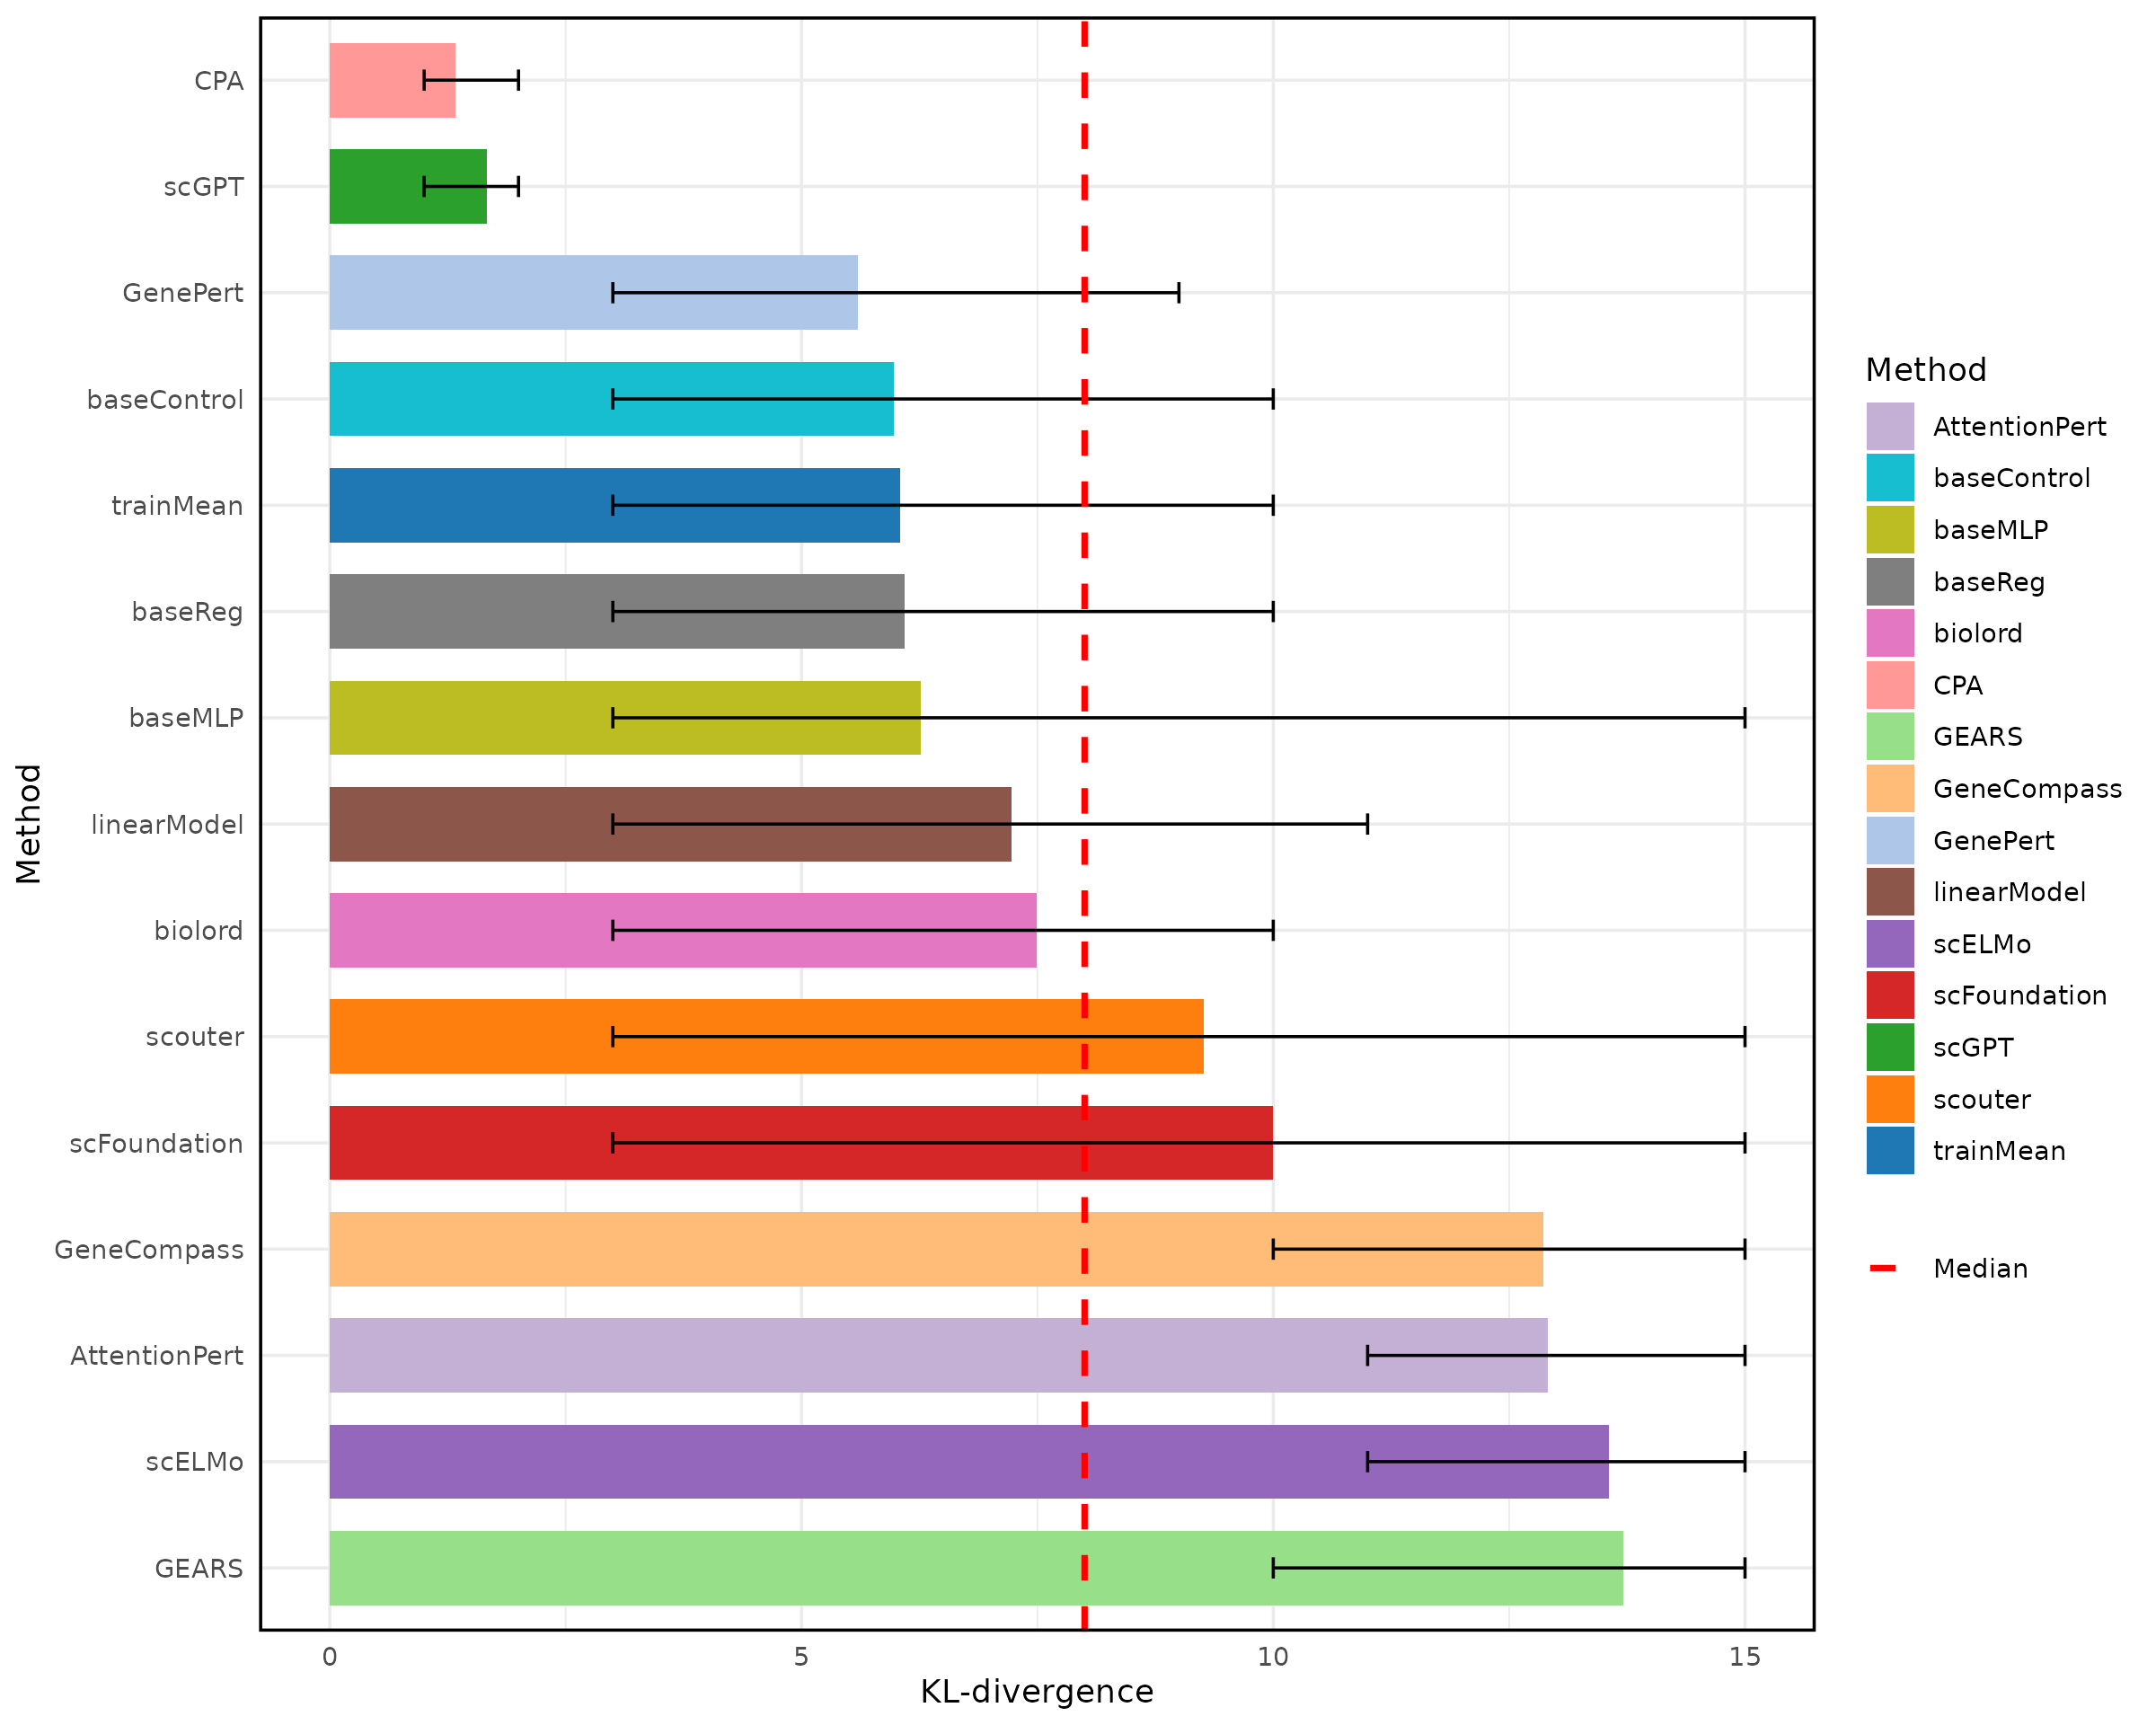 CPA
scGPT
GenePert
baseControl
trainMean
baseReg
baseMLP
linearModel
biolord
scouter
scFoundation
GeneCompass
AttentionPert
scELMo
GEARS
Method
0 5 10 15
KL-divergence
Method
AttentionPert
baseControl
baseMLP
baseReg
biolord
CPA
GEARS
GeneCompass
GenePert
linearModel
scELMo
scFoundation
scGPT
scouter
trainMean
Median